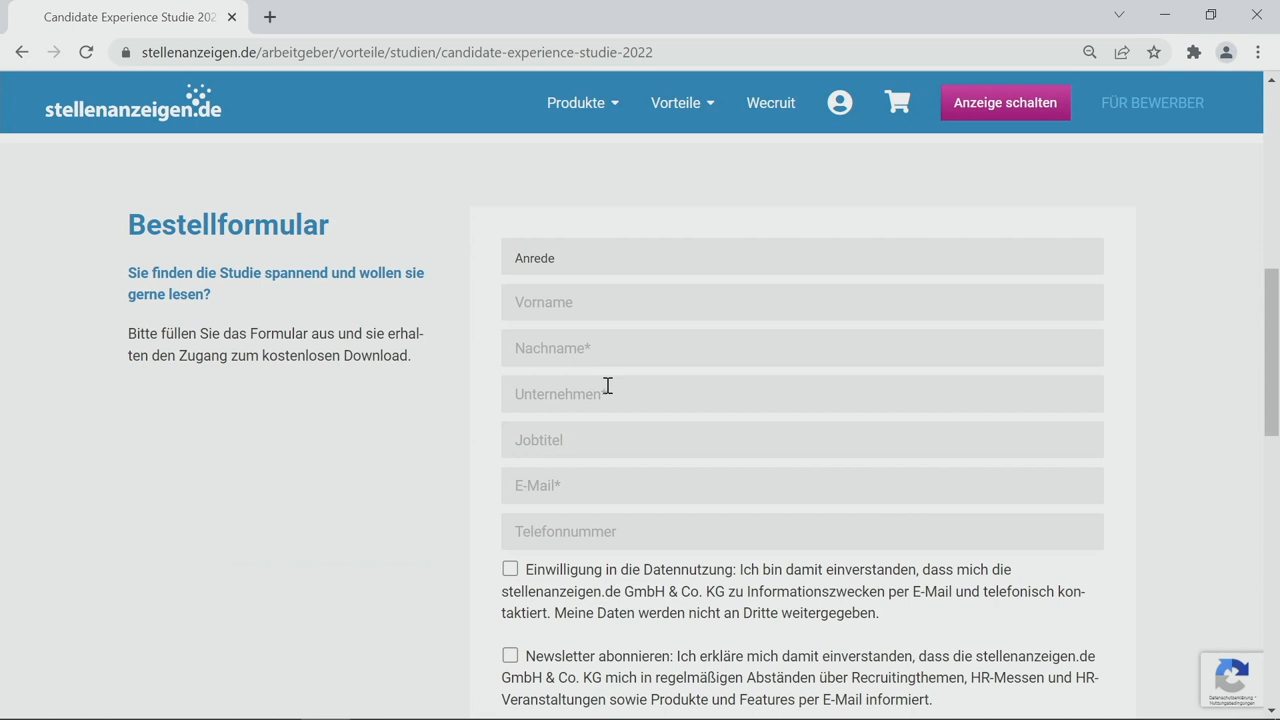 Candidate Experience Studie 202
stellenanzeigen.de/arbeitgeber/vorteile/studien/candidate-experience-studie-2022
stellenanzeigen.de
Produkte
Vorteile
Wecruit
Anzeige schalten
FÜR BEWERBER
Bestellformular
Sie finden die Studie spannend und wollen sie
gerne lesen?
Bitte füllen Sie das Formular aus und sie erhal-
ten den Zugang zum kostenlosen Download.
Anrede
Vorname
Nachname*
Unternehmen*
Jobtitel
E-Mail*
Telefonnummer
Einwilligung in die Datennutzung: Ich bin damit einverstanden, dass mich die
stellenanzeigen.de GmbH & Co. KG zu Informationszwecken per E-Mail und telefonisch kon-
taktiert. Meine Daten werden nicht an Dritte weitergegeben.
Newsletter abonnieren: Ich erkläre mich damit einverstanden, dass die stellenanzeigen.de
GmbH & Co. KG mich in regelmäßigen Abständen über Recruitingthemen, HR-Messen und HR-
Veranstaltungen sowie Produkte und Features per E-Mail informiert.
Datenschutzerklärung -
Nutzungsbedingungen